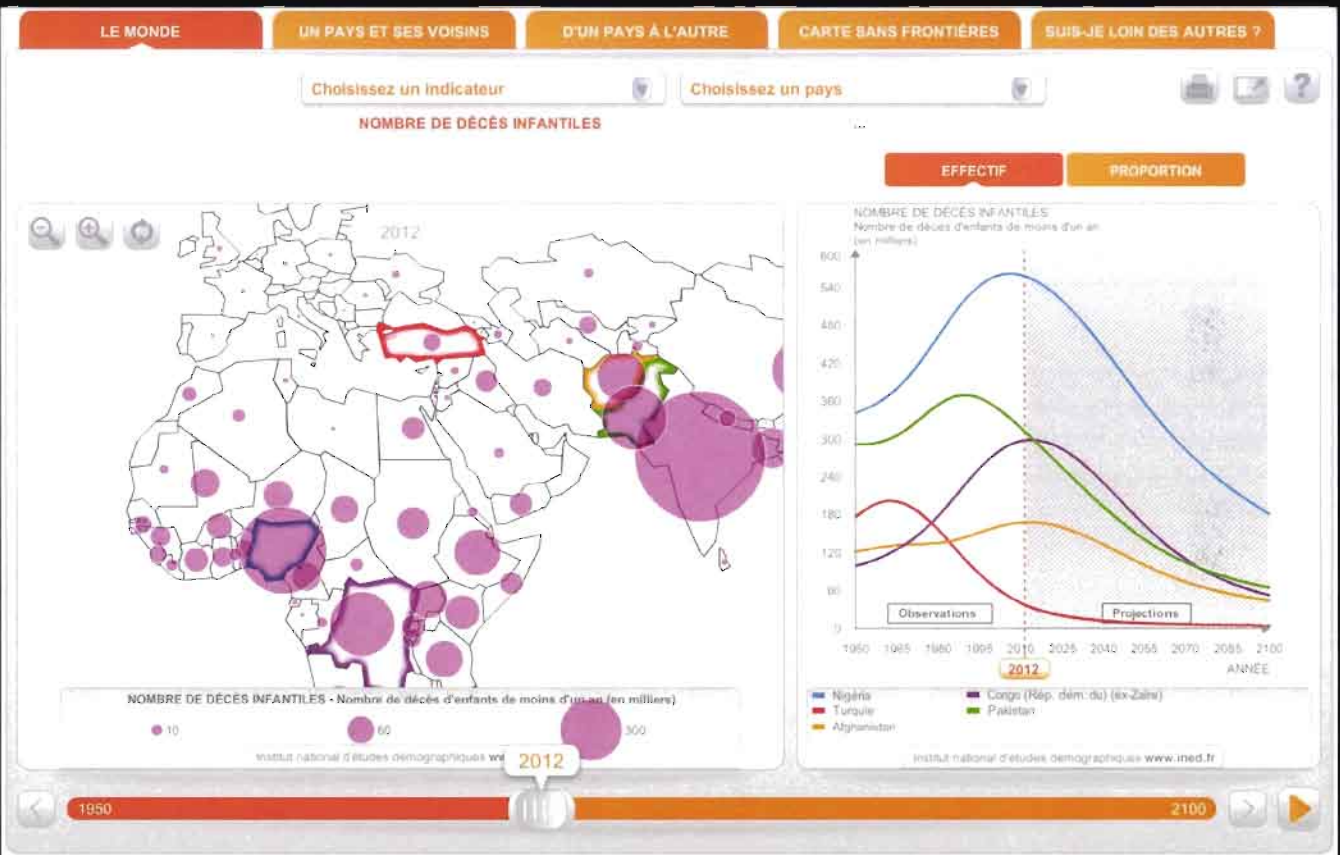 LE MONDE
UN PAYS ET SES VOISINS
D'UN PAYS À L'AUTRE
CARTE SANS FRONTIÈRES
SUIS-JE LOIN DES AUTRES ?
Choisissez un indicateur
Choisissez un pays
?
NOMBRE DE DÉCÈS INFANTILES
...
EFFECTIF
PROPORTION
2012
NOMBRE DE DÉCÈS INFANTILES - Nombre de décès d'enfants de moins d'un an (en milliers)
10
60
300
Institut national d'études démographiques
NOMBRE DE DÉCÈS INFANTILES
Nombre de décès d'enfants de moins d'un an
(en milliers)
600
540
480
420
360
300
240
180
120
60
0
Observations
Projections
1950 1965 1980 1995 2010 2025 2040 2055 2070 2085 2100
2012
ANNÉE
Nigéria
Turquie
Afghanistan
Congo (Rép. dém. du) (ex-Zaïre)
Pakistan
Institut national d'études démographiques www.ined.fr
2012
1950
2100